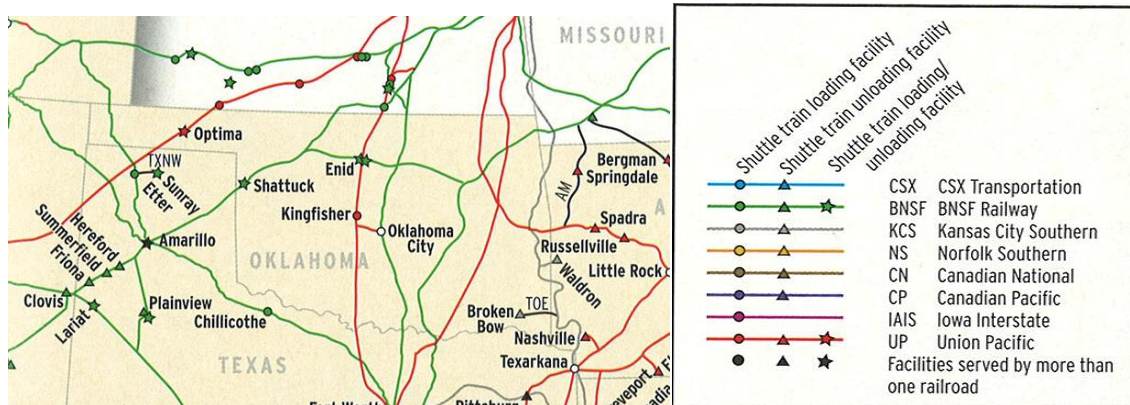 MISSOURI
Optima
TXNW
Sunray
Etter
Shattuck
Enid
Bergman
Springdale
AM
Hereford
Summerfield
Friona
Amarillo
Kingfisher
Oklahoma
City
OKLAHOMA
Spadra
A
Russellville
Waldron
Little Rock
Clovis
Lariat
Plainview
Chillicothe
Broken
Bow
TOE
Nashville
TEXAS
Texarkana
Shuttle train loading facility
Shuttle train unloading facility
Shuttle train loading/
unloading facility
CSX CSX Transportation
BNSF BNSF Railway
KCS Kansas City Southern
NS Norfolk Southern
CN Canadian National
CP Canadian Pacific
IAIS Iowa Interstate
UP Union Pacific
Facilities served by more than
one railroad